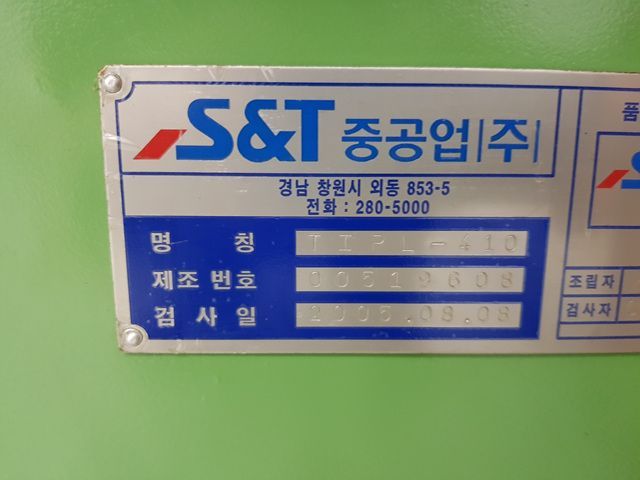 S&T 중공업(주)
경남 창원시 외동 853-5
전화 : 280-5000
명 칭 TIPL-410
제조 번호 00519608
검 사 일 2005.08.08
품
S
조립자
검사자